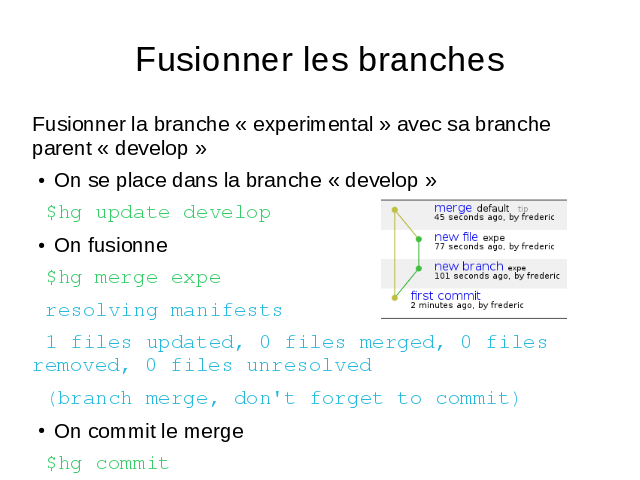 Fusionner les branches
Fusionner la branche « experimental » avec sa branche
parent « develop »
• On se place dans la branche « develop »
$hg update develop
• On fusionne
$hg merge expe
resolving manifests
1 files updated, 0 files merged, 0 files
removed, 0 files unresolved
(branch merge, don't forget to commit)
• On commit le merge
$hg commit
merge default tip
45 seconds ago, by frederic
new file expe
77 seconds ago, by frederic
new branch expe
101 seconds ago, by frederic
first commit
2 minutes ago, by frederic